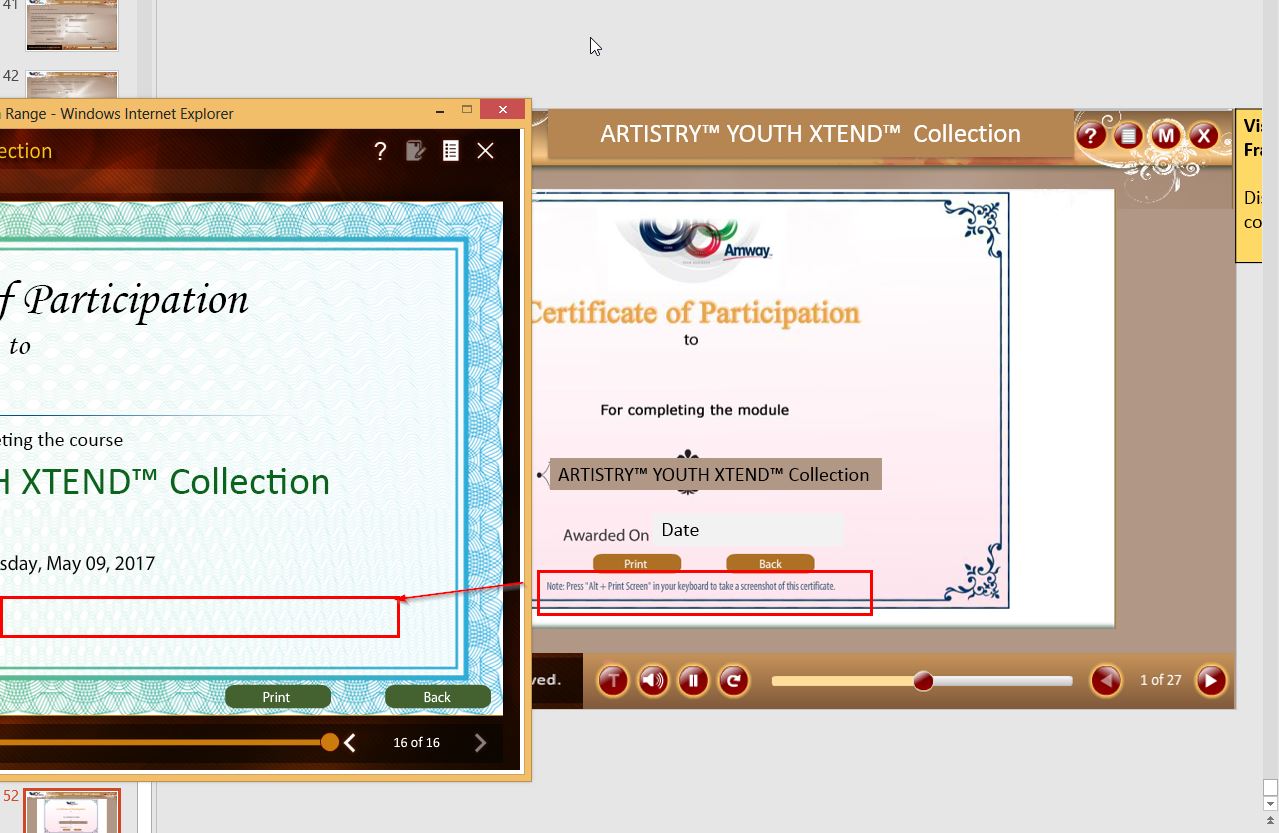 41
42
Range - Windows Internet Explorer
ection
?
f Participation
to
eting the course
H XTEND™ Collection
sday, May 09, 2017
Print
Back
16 of 16
52
ARTISTRY™ YOUTH XTEND™ Collection
?
M
X
Amway
Certificate of Participation
to
For completing the module
ARTISTRY™ YOUTH XTEND™ Collection
Awarded On
Date
Print
Back
Note: Press "Alt + Print Screen" in your keyboard to take a screenshot of this certificate.
ved.
T
1 of 27
Vis
Fra
Dis
co